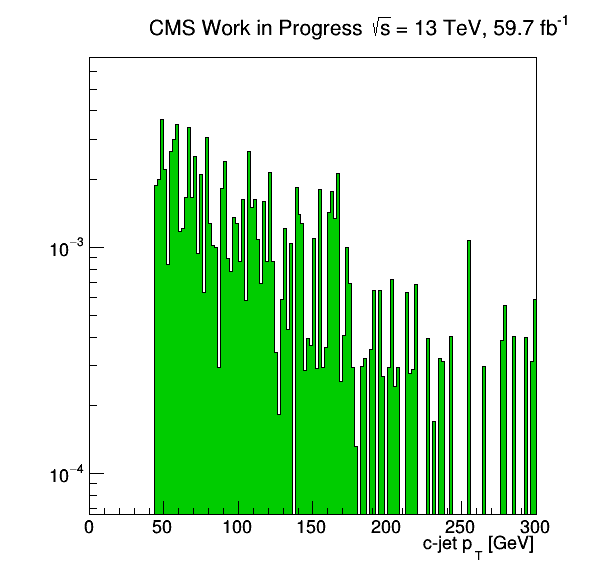 CMS Work in Progress √s = 13 TeV, 59.7 fb⁻¹
10⁻³
10⁻⁴
0 50 100 150 200 250 300
c-jet p_T [GeV]